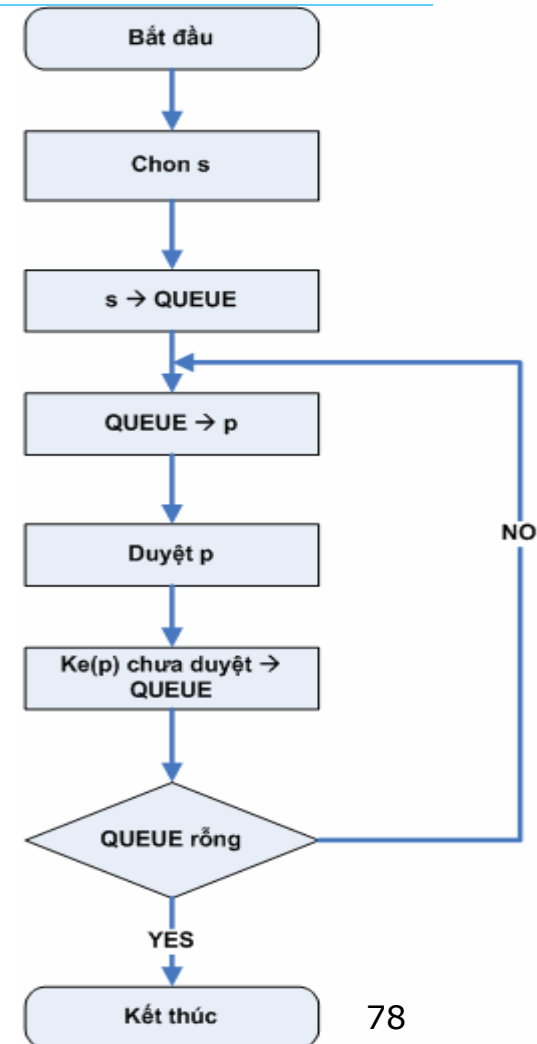 Bắt đầu
Chon s
s → QUEUE
QUEUE → p
Duyệt p
NO
Ke(p) chưa duyệt →
QUEUE
QUEUE rỗng
YES
Kết thúc
78